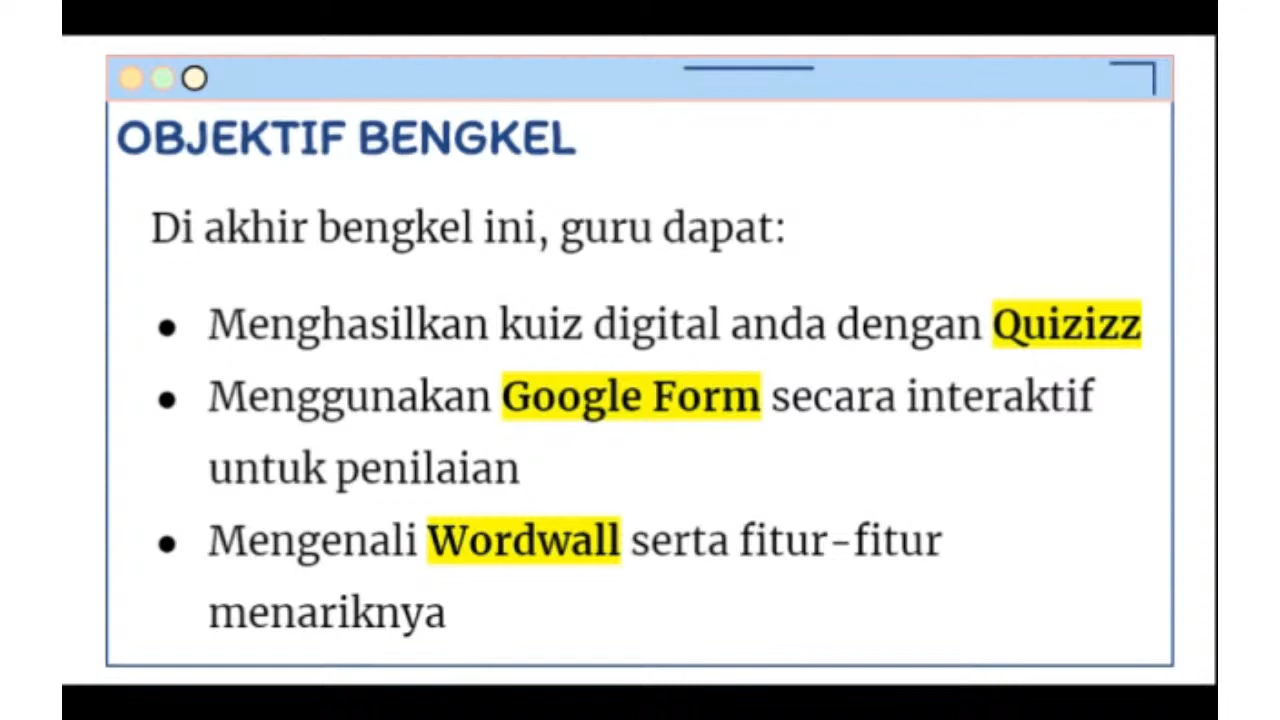 OBJEKTIF BENGKEL
Di akhir bengkel ini, guru dapat:
● Menghasilkan kuiz digital anda dengan Quizizz
● Menggunakan Google Form secara interaktif
untuk penilaian
● Mengenali Wordwall serta fitur-fitur
menariknya